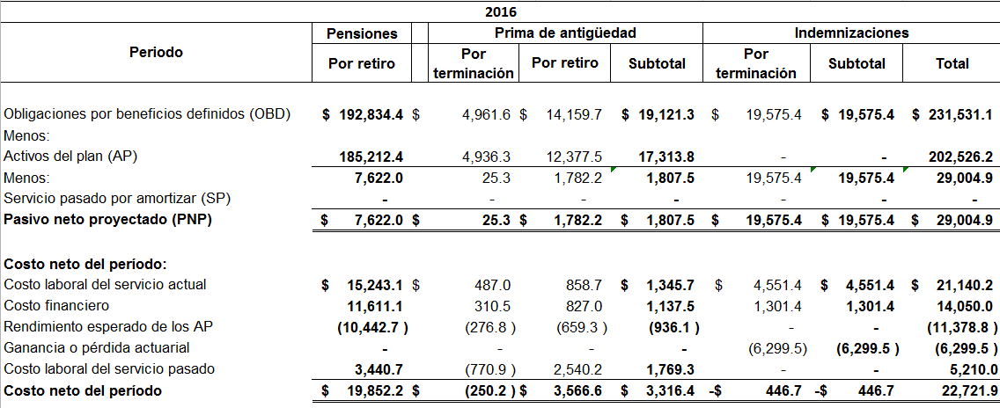 2016
Periodo Pensiones Prima de antigüedad Indemnizaciones
Por retiro Por terminación Por retiro Subtotal Por terminación Subtotal Total
Obligaciones por beneficios definidos (OBD) $ 192,834.4 $ 4,961.6 $ 14,159.7 $ 19,121.3 $ 19,575.4 $ 19,575.4 $ 231,531.1
Menos:
Activos del plan (AP) 185,212.4 4,936.3 12,377.5 17,313.8 - - 202,526.2
Menos: 7,622.0 25.3 1,782.2 1,807.5 19,575.4 19,575.4 29,004.9
Servicio pasado por amortizar (SP) - - - - - - -
Pasivo neto proyectado (PNP) $ 7,622.0 $ 25.3 $ 1,782.2 $ 1,807.5 $ 19,575.4 $ 19,575.4 $ 29,004.9
Costo neto del período:
Costo laboral del servicio actual $ 15,243.1 $ 487.0 858.7 $ 1,345.7 $ 4,551.4 $ 4,551.4 $ 21,140.2
Costo financiero 11,611.1 310.5 827.0 1,137.5 1,301.4 1,301.4 14,050.0
Rendimiento esperado de los AP (10,442.7 ) (276.8 ) (659.3 ) (936.1 ) - - (11,378.8 )
Ganancia o pérdida actuarial - - - - (6,299.5) (6,299.5 ) (6,299.5 )
Costo laboral del servicio pasado 3,440.7 (770.9 ) 2,540.2 1,769.3 - - 5,210.0
Costo neto del período $ 19,852.2 $ (250.2 ) $ 3,566.6 $ 3,316.4 -$ 446.7 -$ 446.7 22,721.9